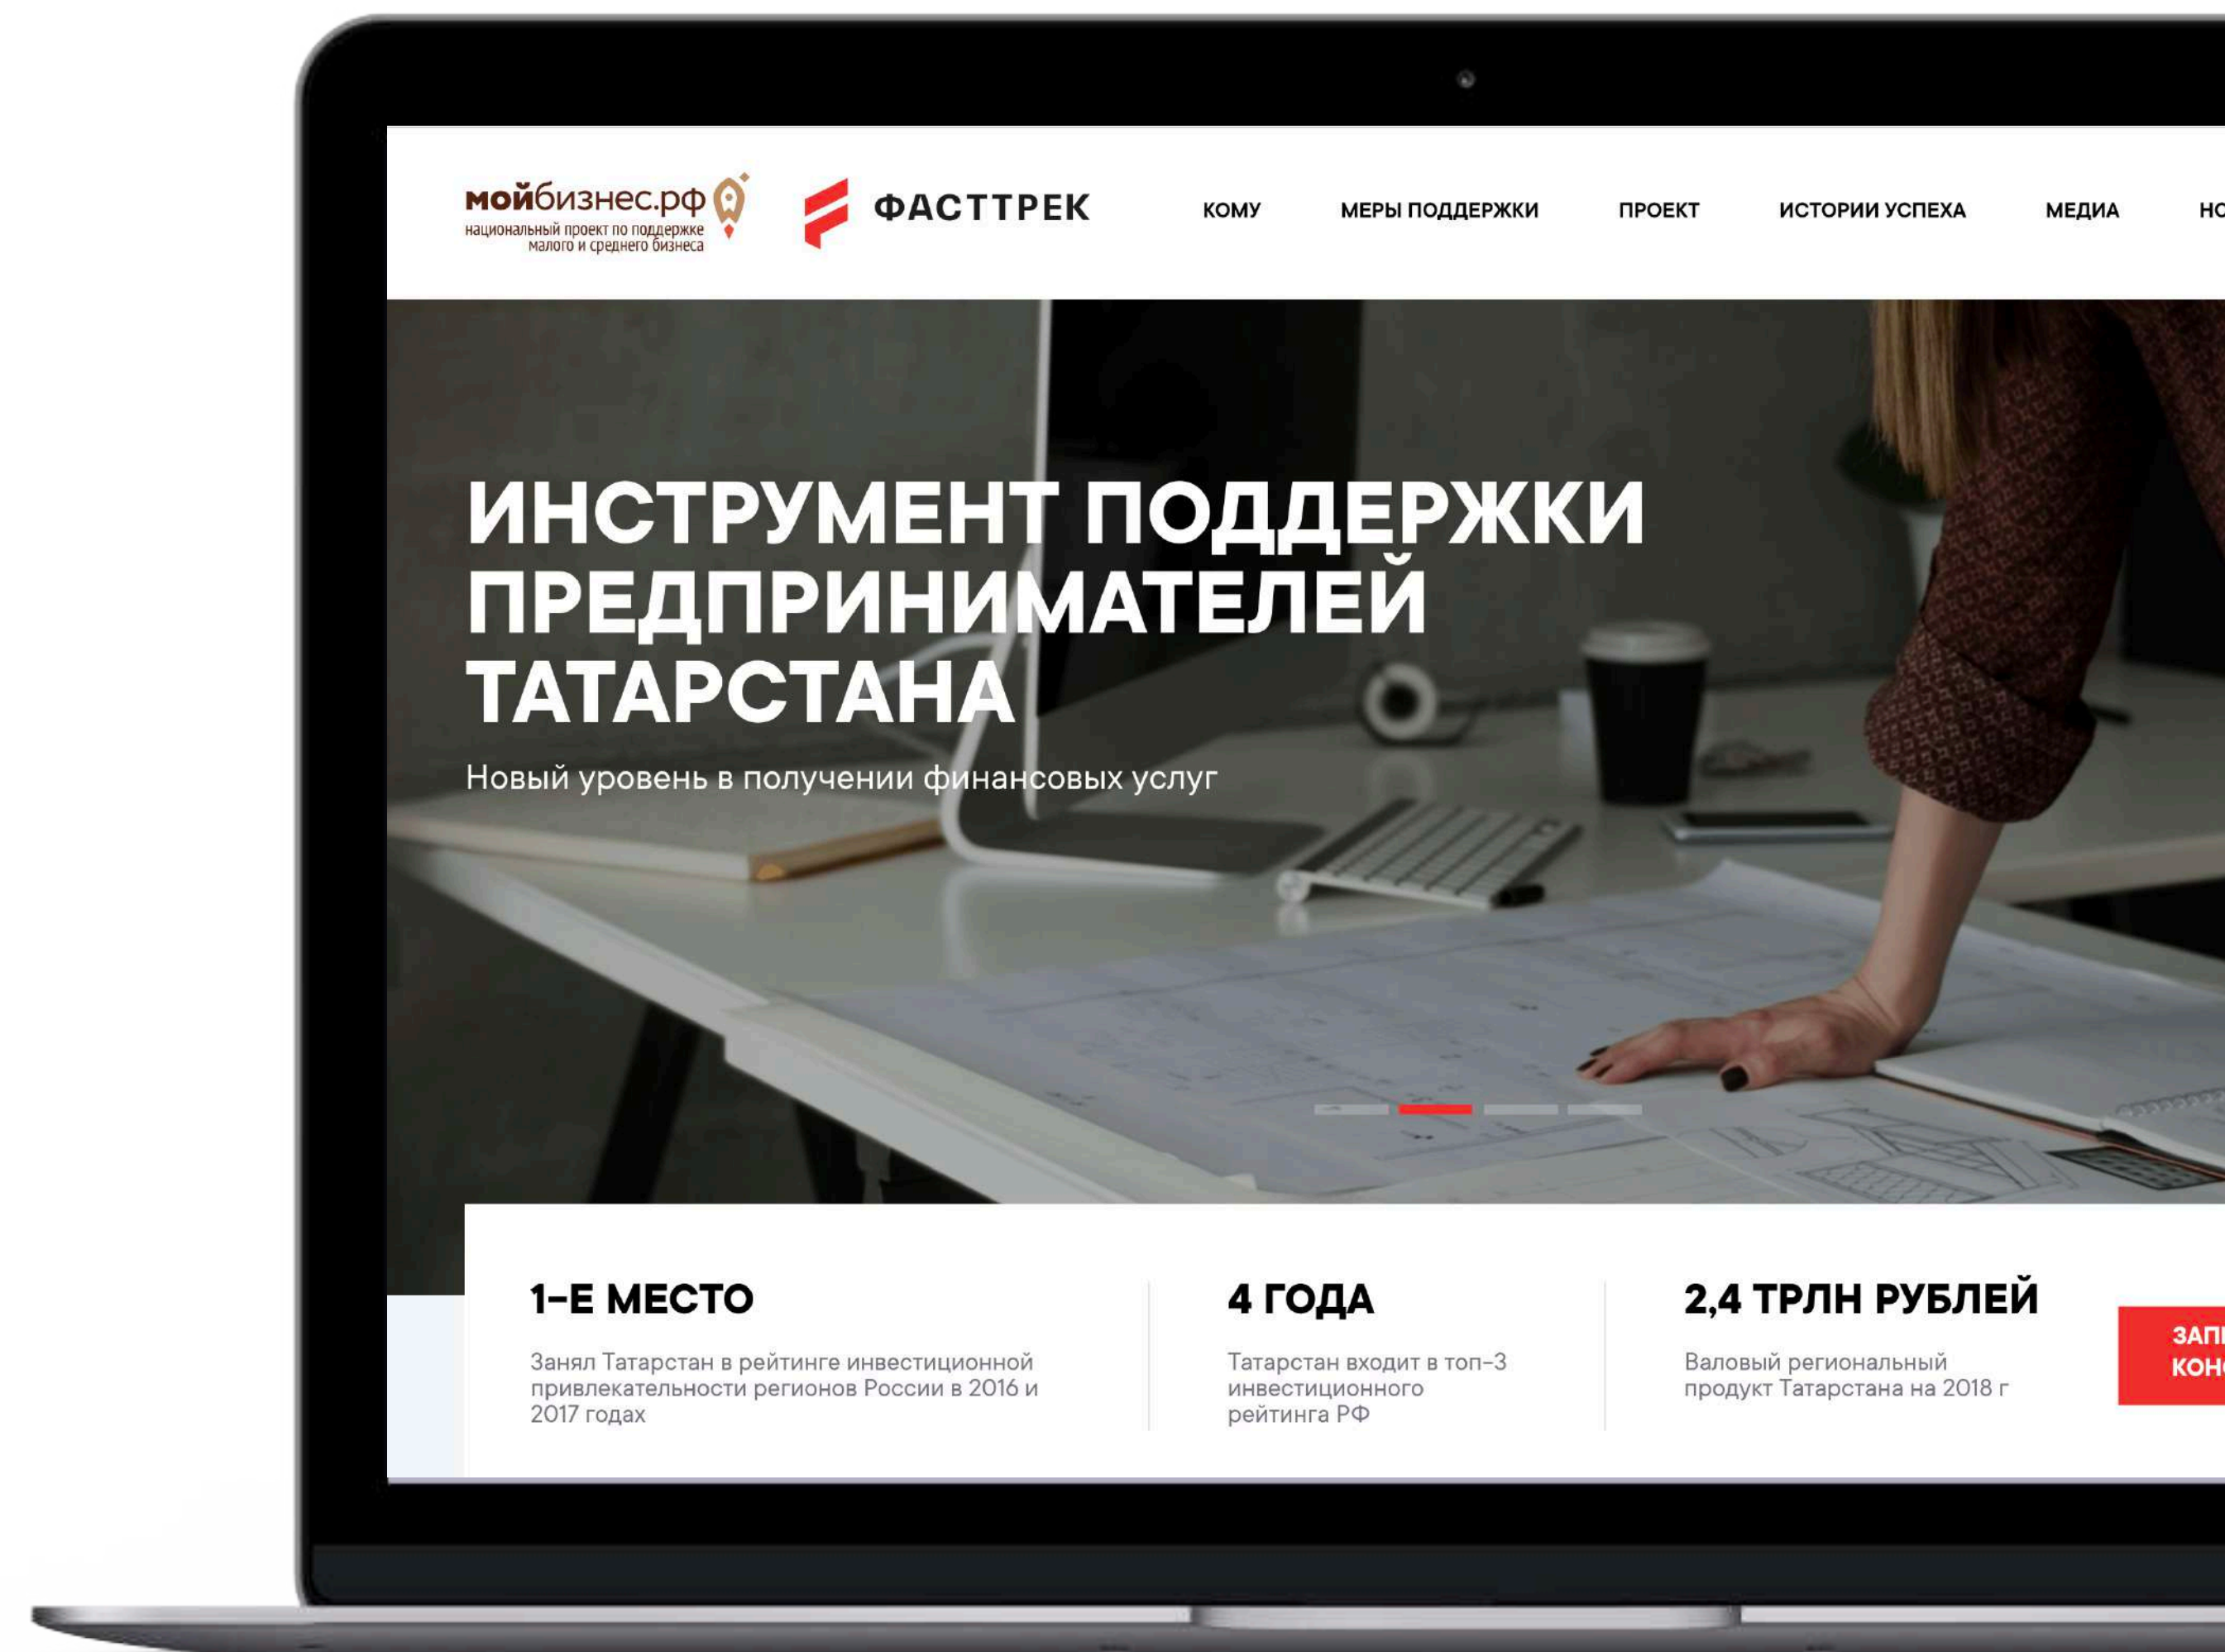 мойбизнес.рф
национальный проект по поддержке
малого и среднего бизнеса
ФАСТТРЕК
КОМУ
МЕРЫ ПОДДЕРЖКИ
ПРОЕКТ
ИСТОРИИ УСПЕХА
МЕДИА
ИНСТРУМЕНТ ПОДДЕРЖКИ
ПРЕДПРИНИМАТЕЛЕЙ
ТАТАРСТАНА
Новый уровень в получении финансовых услуг
1-Е МЕСТО
Занял Татарстан в рейтинге инвестиционной
привлекательности регионов России в 2016 и
2017 годах
4 ГОДА
Татарстан входит в топ-3
инвестиционного
рейтинга РФ
2,4 ТРЛН РУБЛЕЙ
Валовый региональный
продукт Татарстана на 2018 г